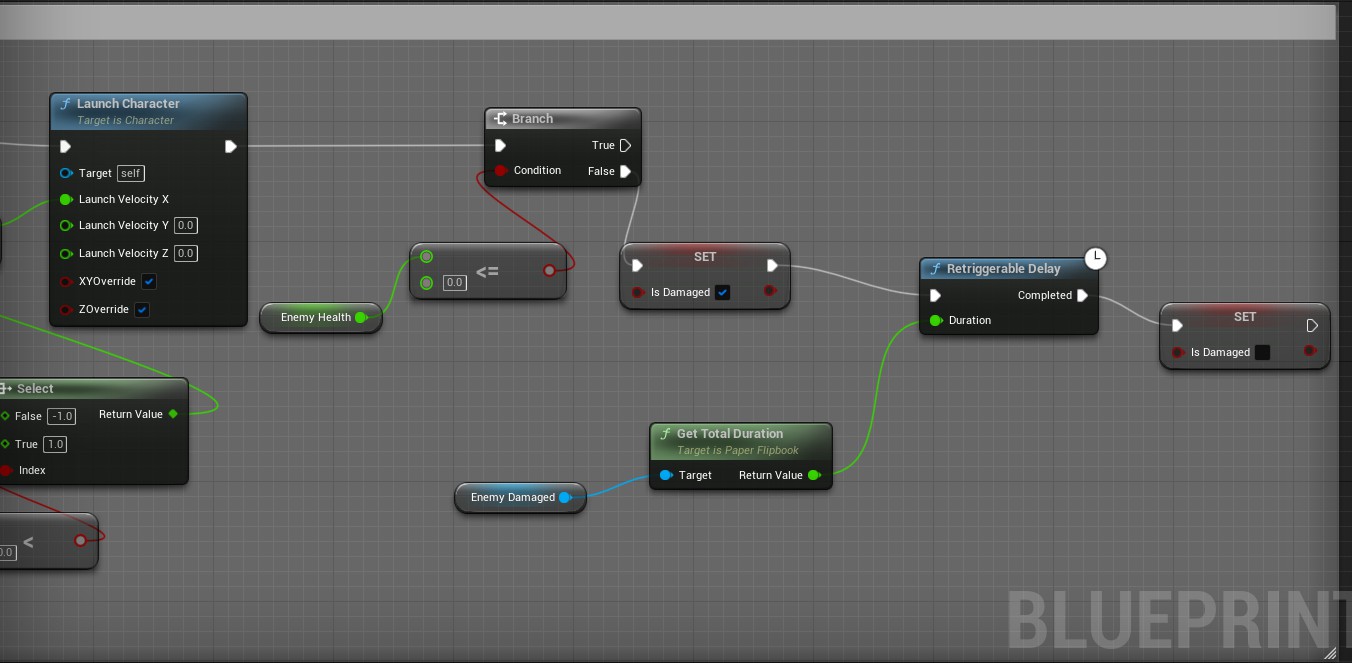 Launch Character
Target is Character
Target self
Launch Velocity X
Launch Velocity Y 0.0
Launch Velocity Z 0.0
XYOverride
ZOverride
Branch
True
Condition False
0.0 <=
Enemy Health
SET
Is Damaged
Retriggerable Delay
Completed
Duration
SET
Is Damaged
Select
False -1.0 Return Value
True 1.0
Index
0.0 <
Get Total Duration
Target is Paper Flipbook
Target Return Value
Enemy Damaged
BLUEPRINT